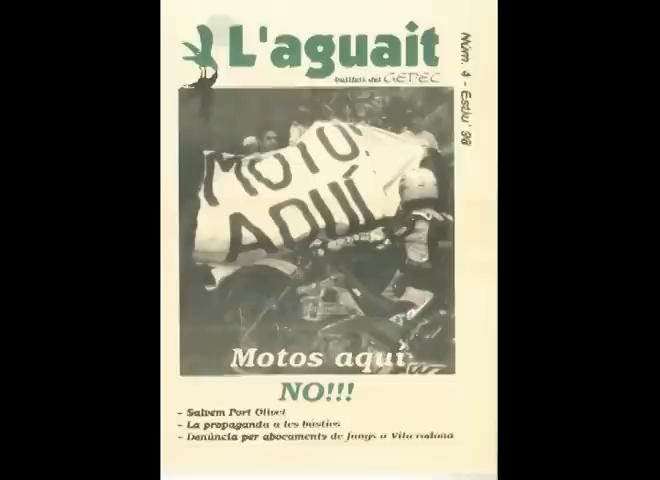 L'aguait
butlletí del GEPEC
Núm. 4 - Estiu' 98
MOTO
AQUÍ
Motos aquí
NO!!!
- Salvem Port Olivet
- La propaganda a les bústies
- Denúncia per abocaments de fangs a Vila-rodona